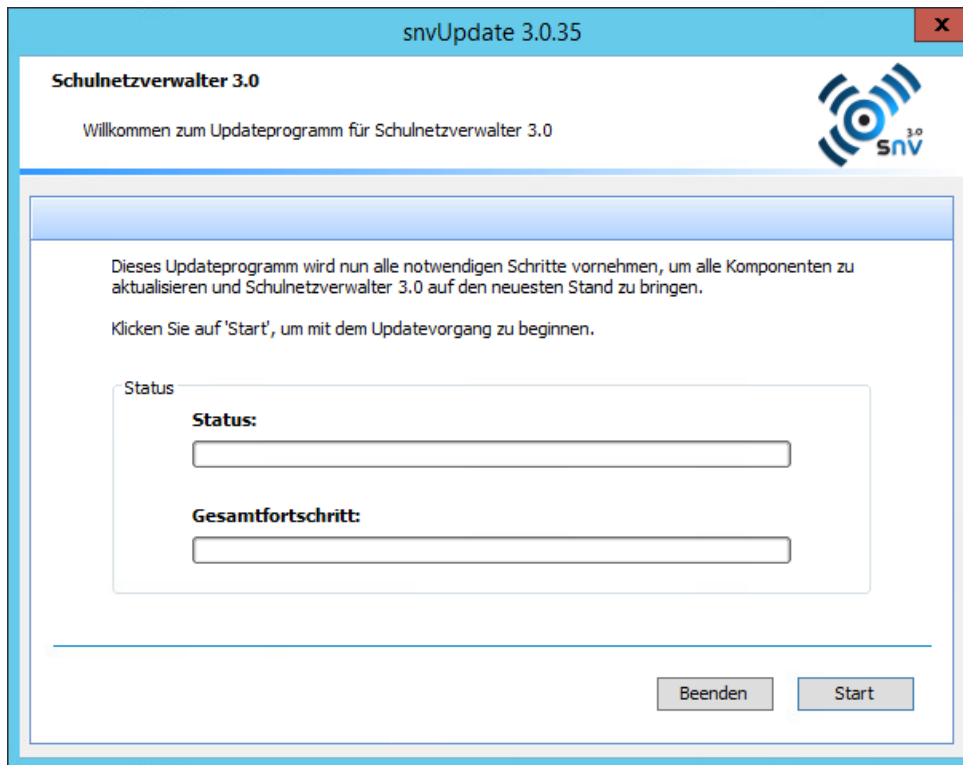 snvUpdate 3.0.35
x
Schulnetzverwalter 3.0
Willkommen zum Updateprogramm für Schulnetzverwalter 3.0
3.0
snv
Dieses Updateprogramm wird nun alle notwendigen Schritte vornehmen, um alle Komponenten zu
aktualisieren und Schulnetzverwalter 3.0 auf den neuesten Stand zu bringen.
Klicken Sie auf 'Start', um mit dem Updatevorgang zu beginnen.
Status
Status:
Gesamtfortschritt:
Beenden
Start